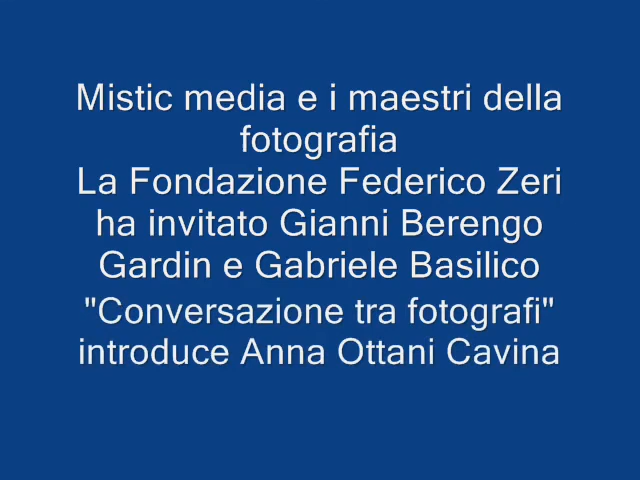 Mistic media e i maestri della
fotografia
La Fondazione Federico Zeri
ha invitato Gianni Berengo
Gardin e Gabriele Basilico
"Conversazione tra fotografi"
introduce Anna Ottani Cavina